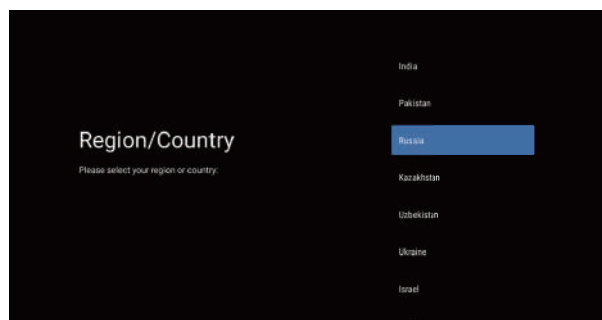 Region/Country
Please select your region or country:
India
Pakistan
Russia
Kazakhstan
Uzbekistan
Ukraine
Israel